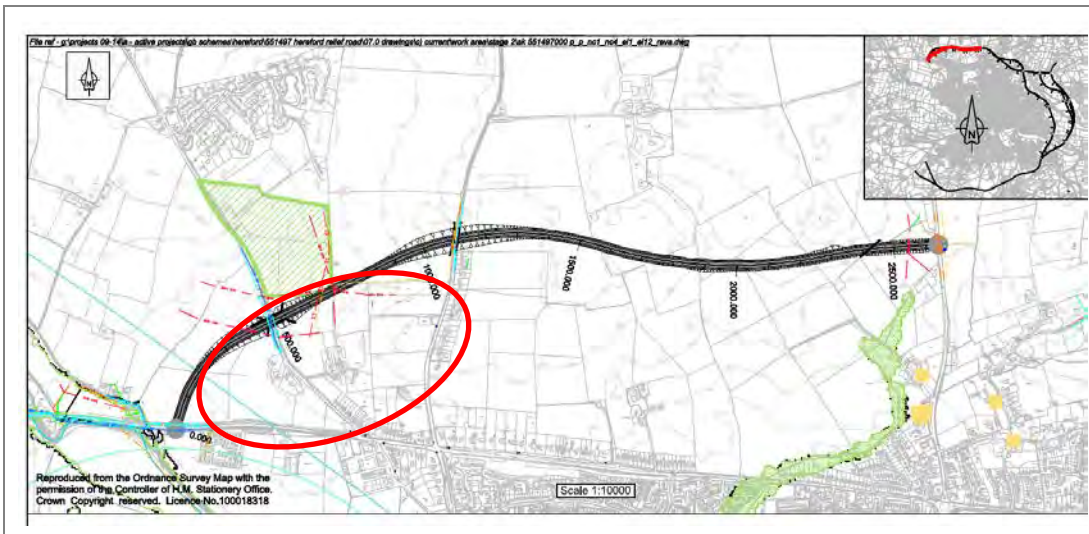 File ref - g:\projects 09-14\a - active projects\gb schemes\hereford\551497 hereford relief road\07.0 drawings\c) current\work area\stage 2\ak 551497000 p_p_nc1_nc4_el1_el12_reva.dwg
N
N
1000.000
1500.000
2500.000
2000.000
500.000
0.000
Reproduced from the Ordnance Survey Map with the
permission of the Controller of H.M. Stationery Office.
Crown Copyright reserved. Licence No.100018318
Scale 1:10000